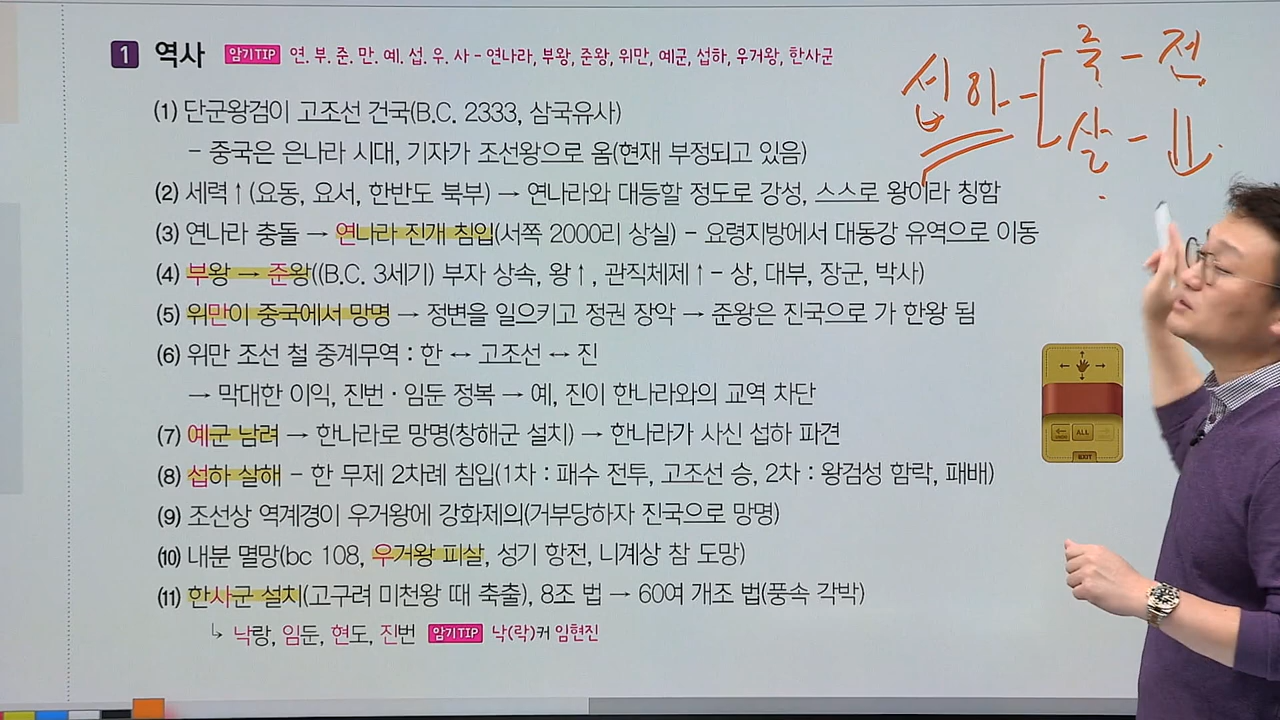 1 역사 암기TIP 연. 부. 준. 만. 예. 섭. 우. 사 - 연나라, 부왕, 준왕, 위만, 예군, 섭하, 우거왕, 한사군
(1) 단군왕검이 고조선 건국(B.C. 2333, 삼국유사)
- 중국은 은나라 시대, 기자가 조선왕으로 옴(현재 부정되고 있음)
(2) 세력↑(요동, 요서, 한반도 북부) → 연나라와 대등할 정도로 강성, 스스로 왕이라 칭함
(3) 연나라 충돌 → 연나라 진개 침입(서쪽 2000리 상실) - 요령지방에서 대동강 유역으로 이동
(4) 부왕 → 준왕((B.C. 3세기) 부자 상속, 왕↑, 관직체제↑- 상, 대부, 장군, 박사)
(5) 위만이 중국에서 망명 → 정변을 일으키고 정권 장악 → 준왕은 진국으로 가 한왕 됨
(6) 위만 조선 철 중계무역 : 한 ↔ 고조선 ↔ 진
→ 막대한 이익, 진번 · 임둔 정복 → 예, 진이 한나라와의 교역 차단
(7) 예군 남려 → 한나라로 망명(창해군 설치) → 한나라가 사신 섭하 파견
(8) 섭하 살해 - 한 무제 2차례 침입(1차 : 패수 전투, 고조선 승, 2차 : 왕검성 함락, 패배)
(9) 조선상 역계경이 우거왕에 강화제의(거부당하자 진국으로 망명)
(10) 내분 멸망(bc 108, 우거왕 피살, 성기 항전, 니계상 참 도망)
(11) 한사군 설치(고구려 미천왕 때 축출), 8조 법 → 60여 개조 법(풍속 각박)
↳ 낙랑, 임둔, 현도, 진번 암기TIP 낙(락)커 임현진
섭하
죽 - 전
살 -
← →
ALL
EXIT